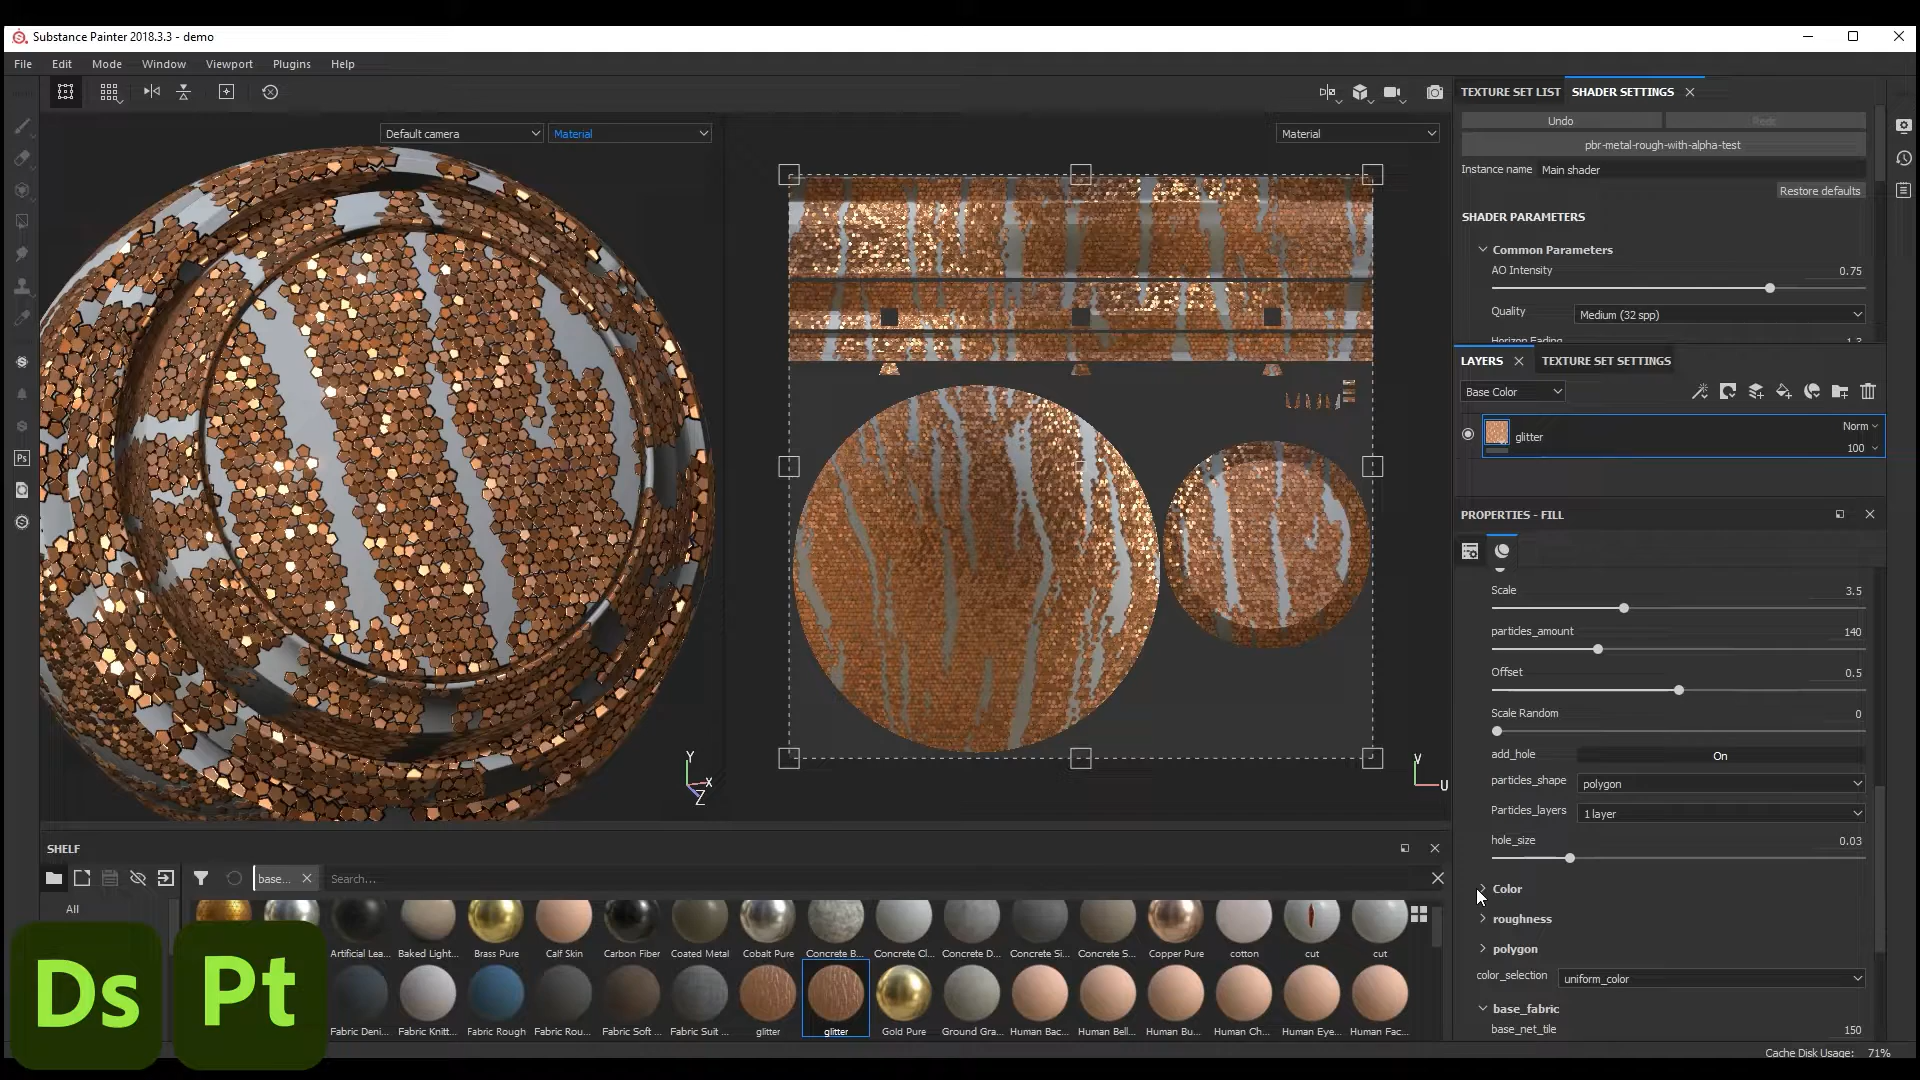 Substance Painter 2018.3.3 - demo
File Edit Mode Window Viewport Plugins Help
Default camera
Material
Material
Y
X
Z
V
U
TEXTURE SET LIST SHADER SETTINGS
Undo
Redo
pbr-metal-rough-with-alpha-test
Instance name Main shader
Restore defaults
SHADER PARAMETERS
Common Parameters
AO Intensity 0.75
Quality Medium (32 spp)
Horizon Fading 1.3
LAYERS TEXTURE SET SETTINGS
Base Color
glitter Norm
100
PROPERTIES - FILL
Scale 3.5
particles_amount 140
Offset 0.5
Scale Random 0
add_hole On
particles_shape polygon
Particles_layers 1 layer
hole_size 0.03
Color
roughness
polygon
color_selection uniform_color
base_fabric
base_net_tile 150
Cache Disk Usage: 71%
SHELF
base... Search...
All
Artificial Lea... Baked Light... Brass Pure Calf Skin Carbon Fiber Coated Metal Cobalt Pure Concrete B... Concrete Cl... Concrete D... Concrete Si... Concrete S... Copper Pure cotton cut cut
Fabric Deni... Fabric Knitt... Fabric Rough Fabric Rou... Fabric Soft ... Fabric Suit ... glitter glitter Gold Pure Ground Gra... Human Bac... Human Bell... Human Bu... Human Ch... Human Eye... Human Fac...
Ps
Ds Pt